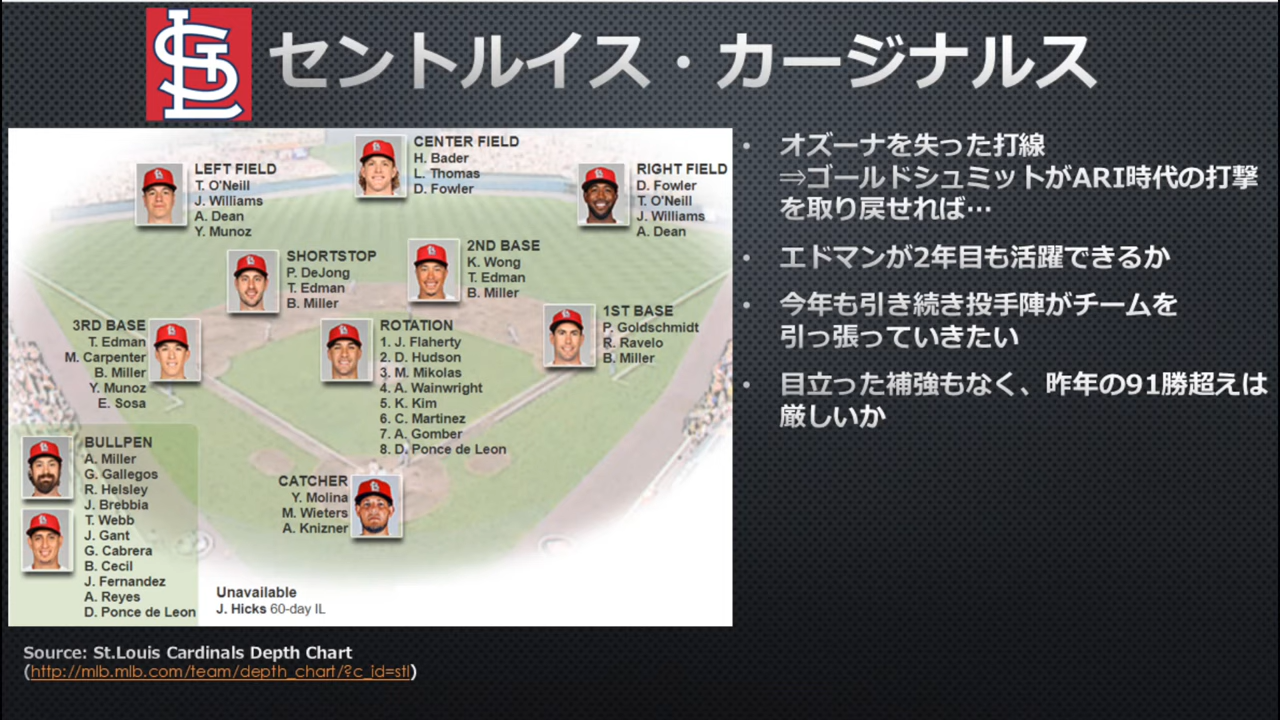 セントルイス・カージナルス
LEFT FIELD
T. O'Neill
J. Williams
A. Dean
Y. Munoz
CENTER FIELD
H. Bader
L. Thomas
D. Fowler
RIGHT FIELD
D. Fowler
T. O'Neill
J. Williams
A. Dean
SHORTSTOP
P. DeJong
T. Edman
B. Miller
2ND BASE
K. Wong
T. Edman
B. Miller
3RD BASE
T. Edman
M. Carpenter
B. Miller
Y. Munoz
E. Sosa
ROTATION
1. J. Flaherty
2. D. Hudson
3. M. Mikolas
4. A. Wainwright
5. K. Kim
6. C. Martinez
7. A. Gomber
8. D. Ponce de Leon
1ST BASE
P. Goldschmidt
R. Ravelo
B. Miller
BULLPEN
A. Miller
G. Gallegos
R. Helsley
J. Brebbia
T. Webb
J. Gant
G. Cabrera
B. Cecil
J. Fernandez
A. Reyes
D. Ponce de Leon
CATCHER
Y. Molina
M. Wieters
A. Knizner
Unavailable
J. Hicks 60-day IL
Source: St.Louis Cardinals Depth Chart
(http://mlb.mlb.com/team/depth_chart/?c_id=stl)
• オズーナを失った打線
⇒ゴールドシュミットがARI時代の打撃
を取り戻せれば…
• エドマンが2年目も活躍できるか
• 今年も引き続き投手陣がチームを
引っ張っていきたい
• 目立った補強もなく、昨年の91勝超えは
厳しいか